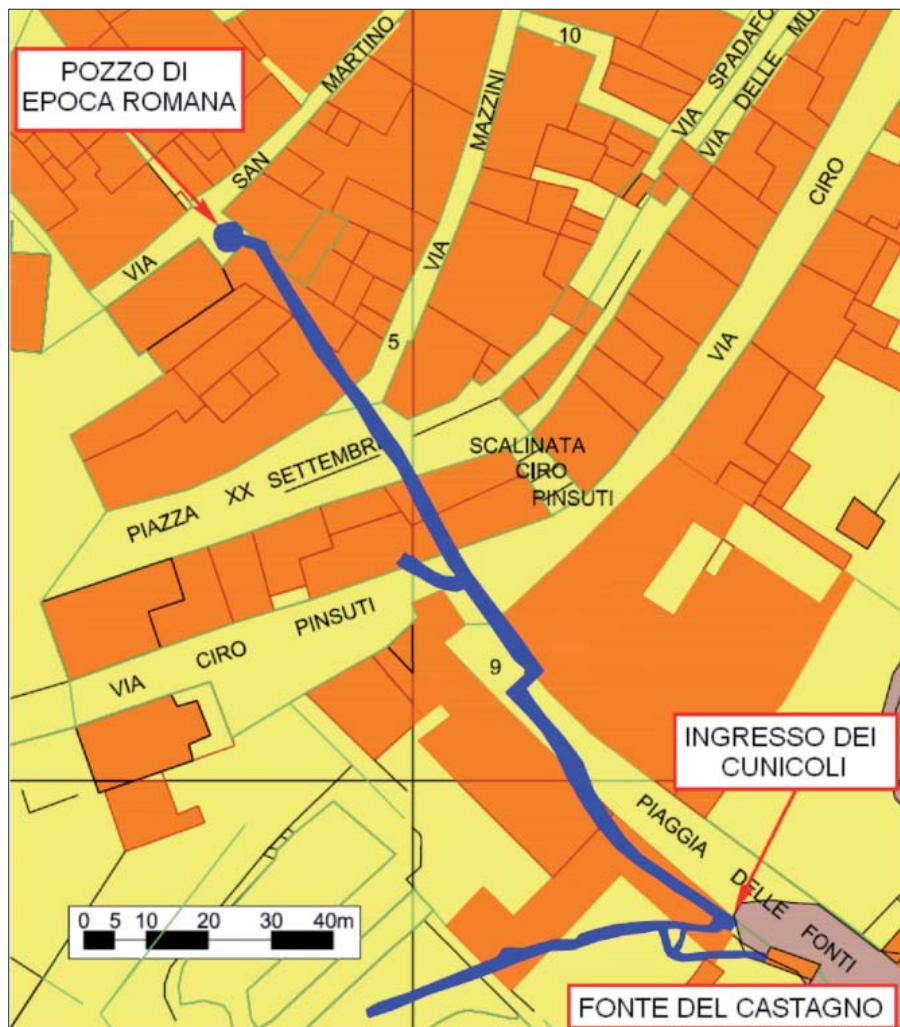 POZZO DI
EPOCA ROMANA
VIA SAN MARTINO
VIA MAZZINI
10
VIA SPADAFO
VIA DELLE MU
VIA CIRO
5
PIAZZA XX SETTEMBR
SCALINATA
CIRO
PINSUTI
VIA CIRO PINSUTI
9
INGRESSO DEI
CUNICOLI
PIAGGIA DELLE FONTI
0 5 10 20 30 40m
FONTE DEL CASTAGNO